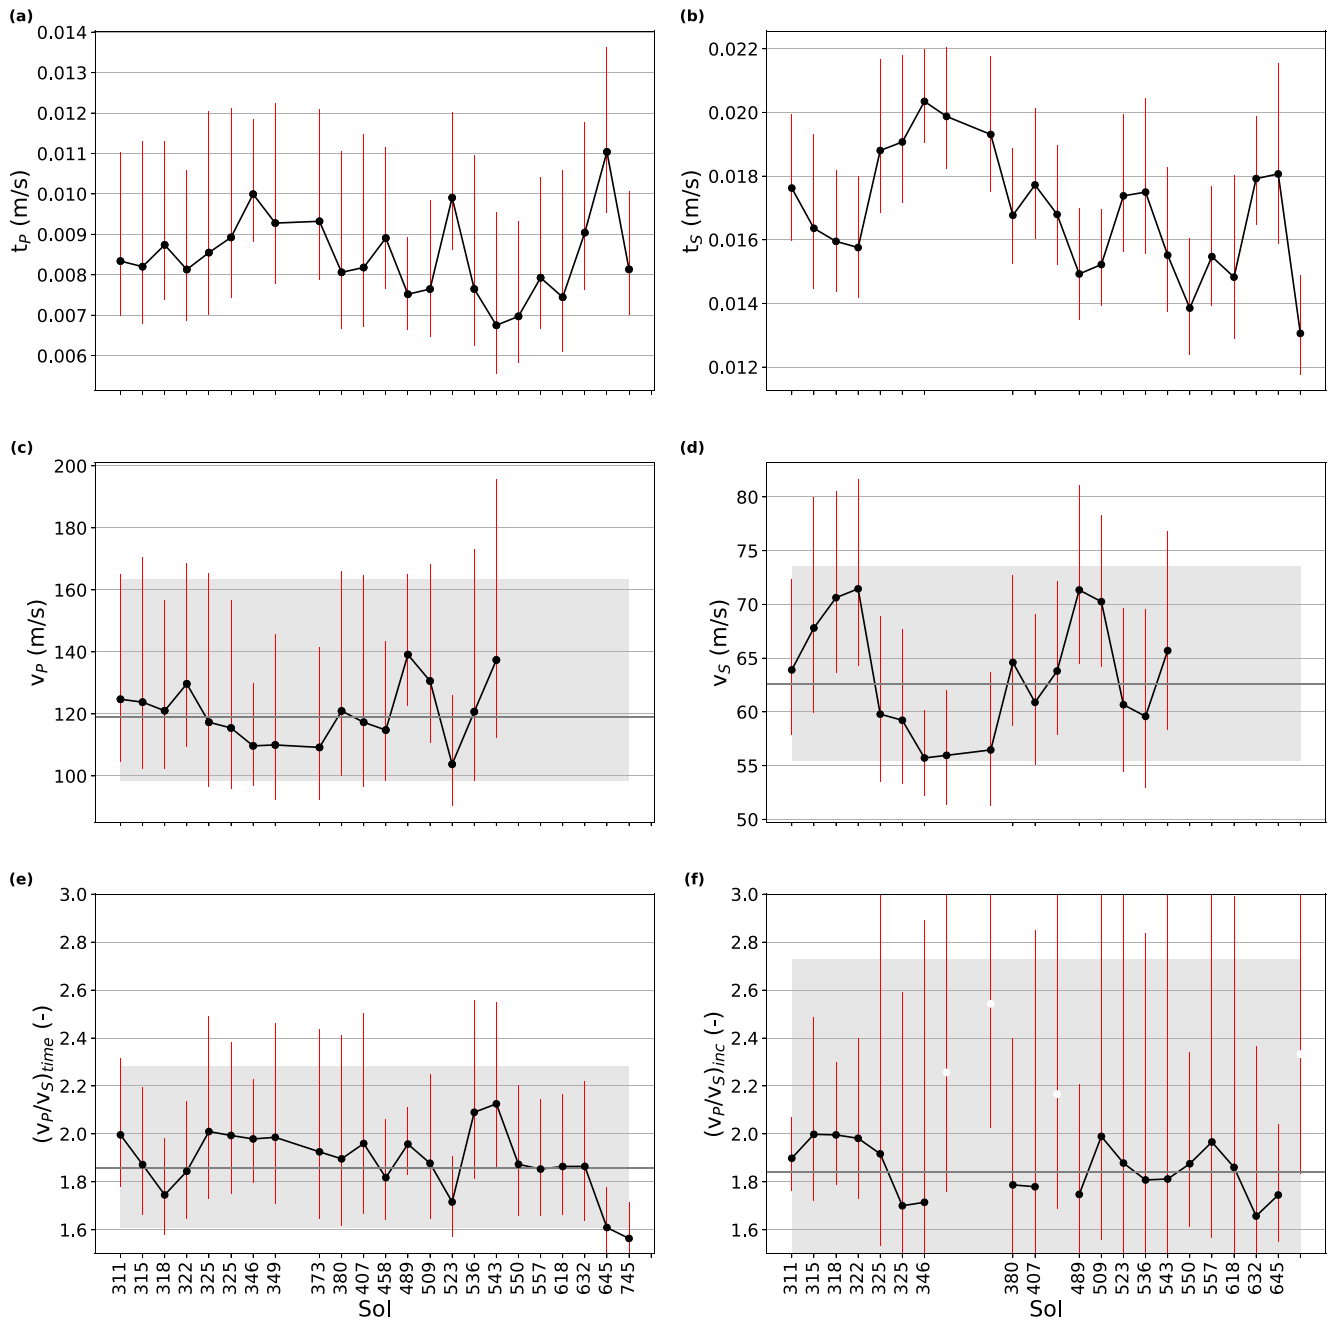 (a)
0.014
0.013
0.012
0.011
0.010
0.009
0.008
0.007
0.006
t_P (m/s)
(b)
0.022
0.020
0.018
0.016
0.014
0.012
t_S (m/s)
(c)
200
180
160
140
120
100
v_P (m/s)
(d)
80
75
70
65
60
55
50
v_S (m/s)
(e)
3.0
2.8
2.6
2.4
2.2
2.0
1.8
1.6
(v_P/v_S)_time (-)
311 315 318 322 325 325 346 349 373 380 407 458 489 509 523 536 543 550 557 618 632 645 745
Sol
(f)
3.0
2.8
2.6
2.4
2.2
2.0
1.8
1.6
(v_P/v_S)_inc (-)
311 315 318 322 325 325 346 380 407 489 509 523 536 543 550 557 618 632 645
Sol